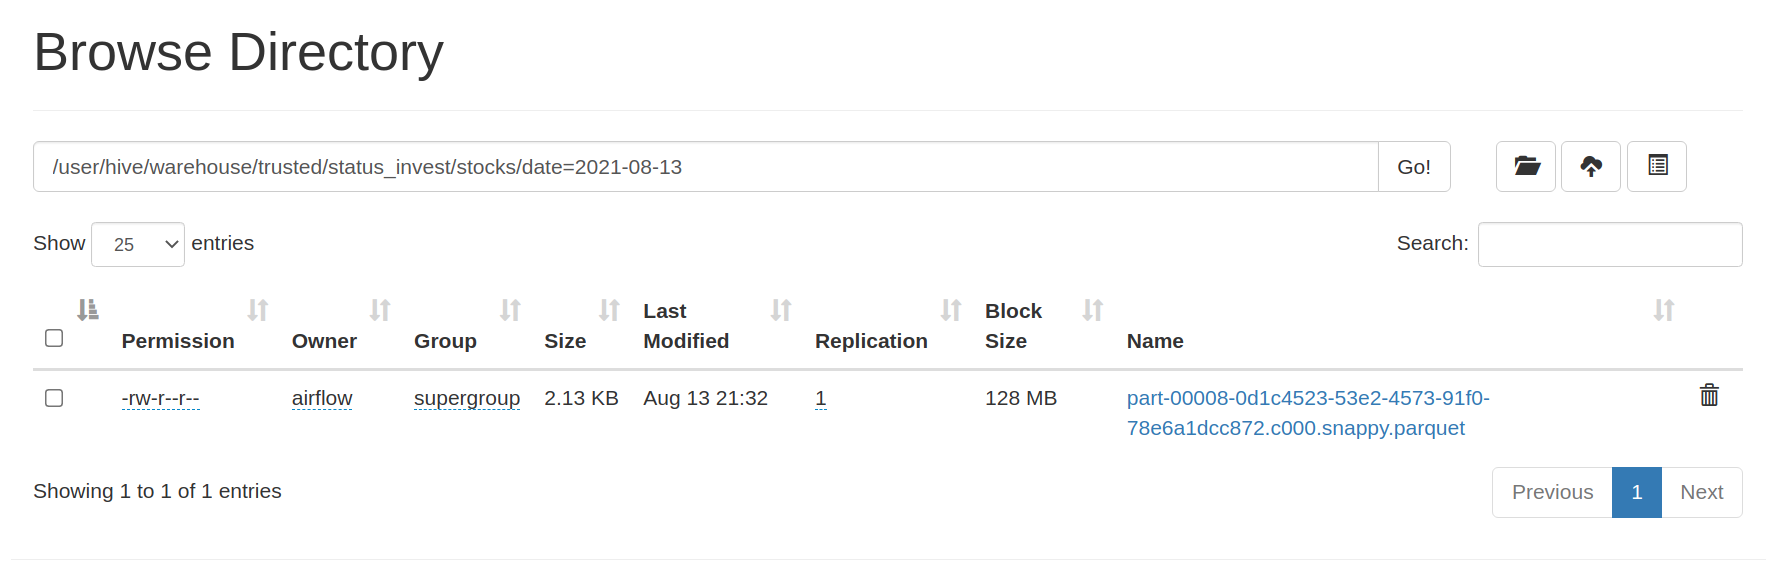 Browse Directory
/user/hive/warehouse/trusted/status_invest/stocks/date=2021-08-13 Go!
Show 25 entries Search:
Permission Owner Group Size Last Modified Replication Block Size Name
-rw-r--r-- airflow supergroup 2.13 KB Aug 13 21:32 1 128 MB part-00008-0d1c4523-53e2-4573-91f0-
78e6a1dcc872.c000.snappy.parquet
Showing 1 to 1 of 1 entries Previous 1 Next